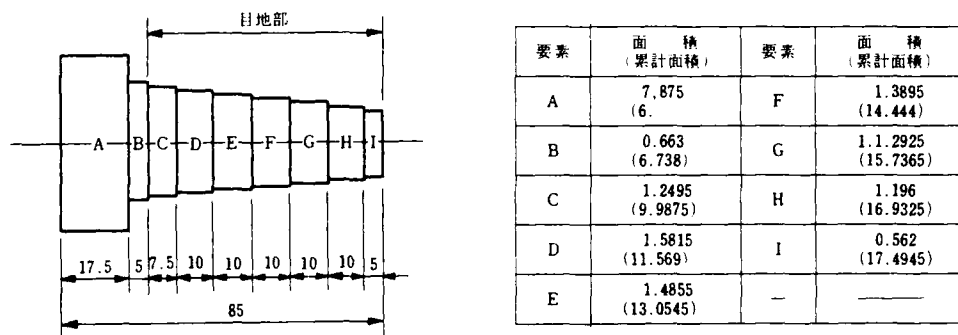 目地部
A B C D E F G H I
17.5 5 7.5 10 10 10 10 10 5
85
要素 面積 (累計面積) 要素 面積 (累計面積)
A 7,875 F 1.3895
(6. (14.444)
B 0.663 G 1.1.2925
(6.738) (15.7365)
C 1.2495 H 1.196
(9.9875) (16.9325)
D 1.5815 I 0.562
(11.569) (17.4945)
E 1.4855 —
(13.0545)